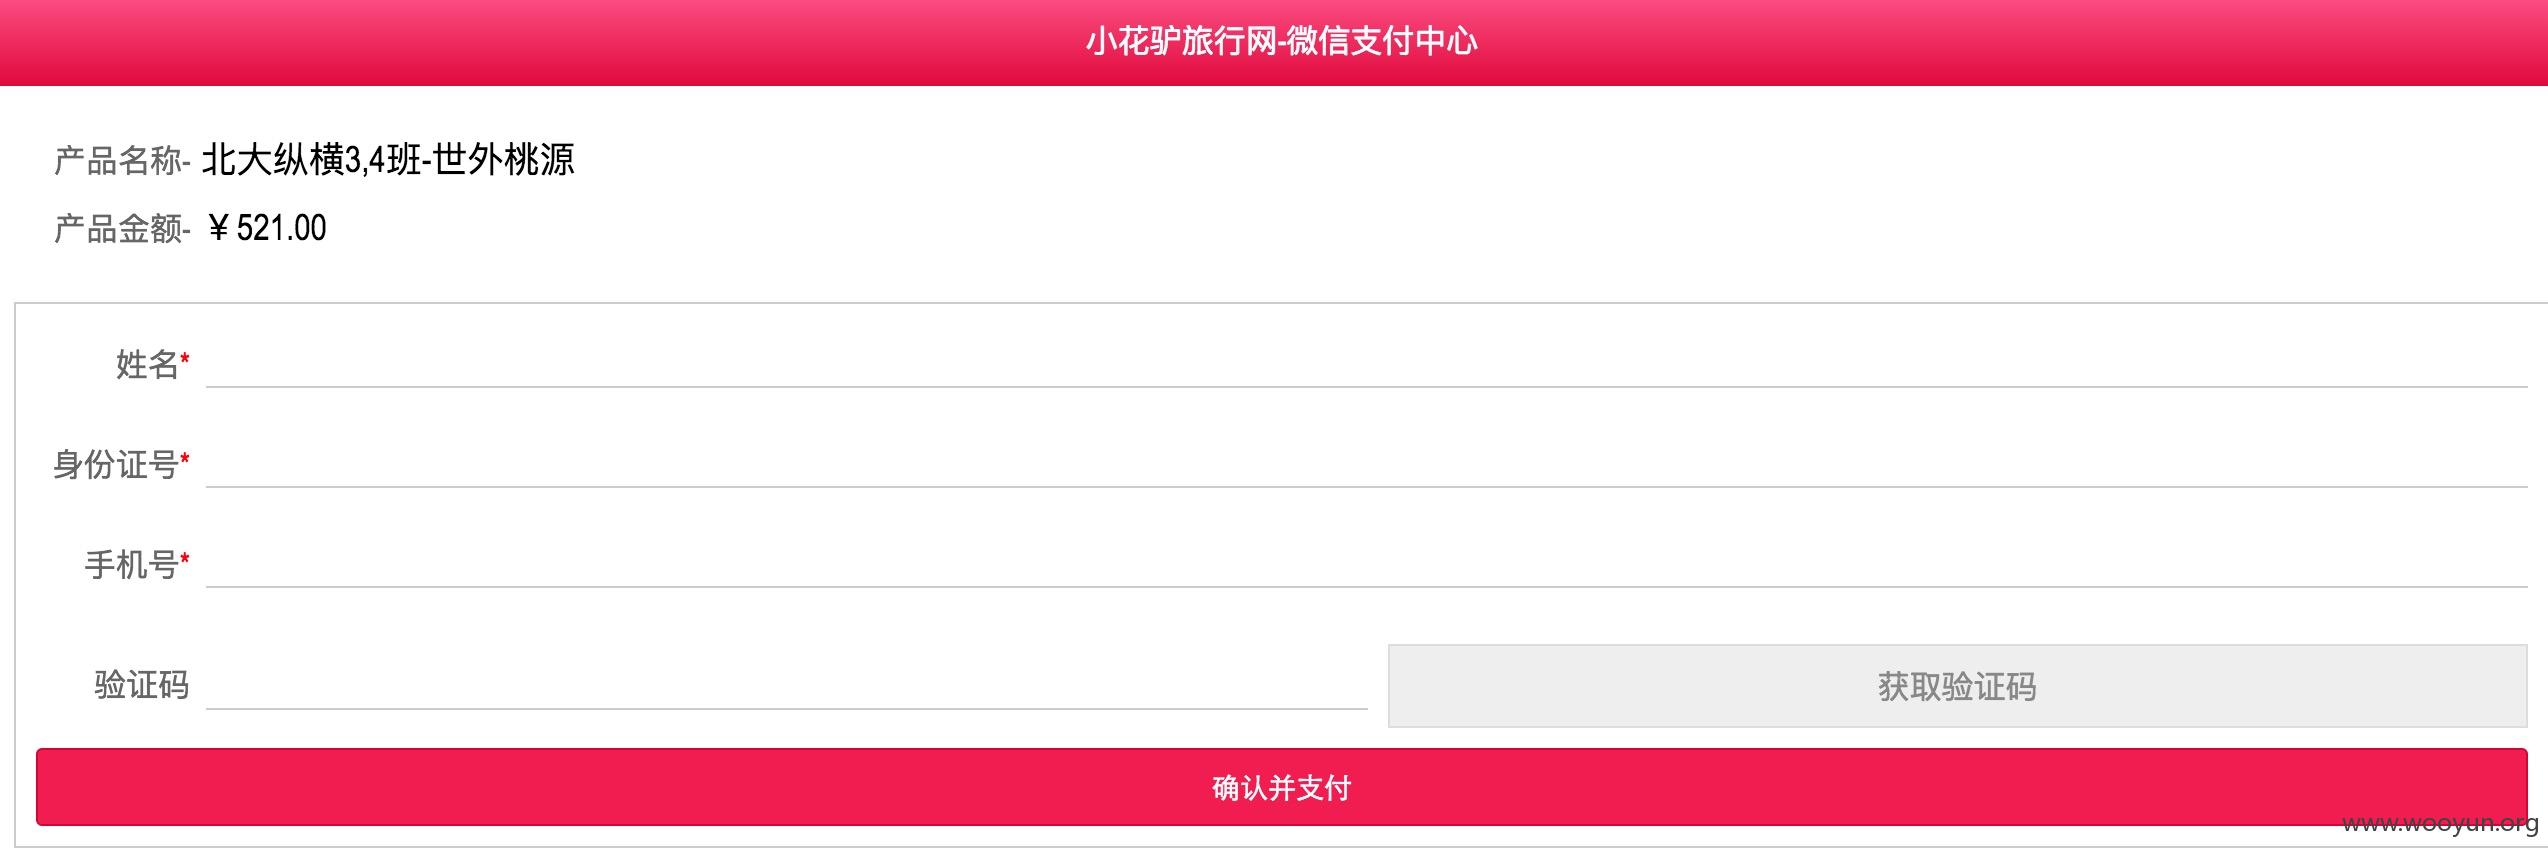 小花驴旅行网-微信支付中心
产品名称- 北大纵横3,4班-世外桃源
产品金额- ￥521.00
姓名*
身份证号*
手机号*
验证码 获取验证码
确认并支付
www.wooyun.org